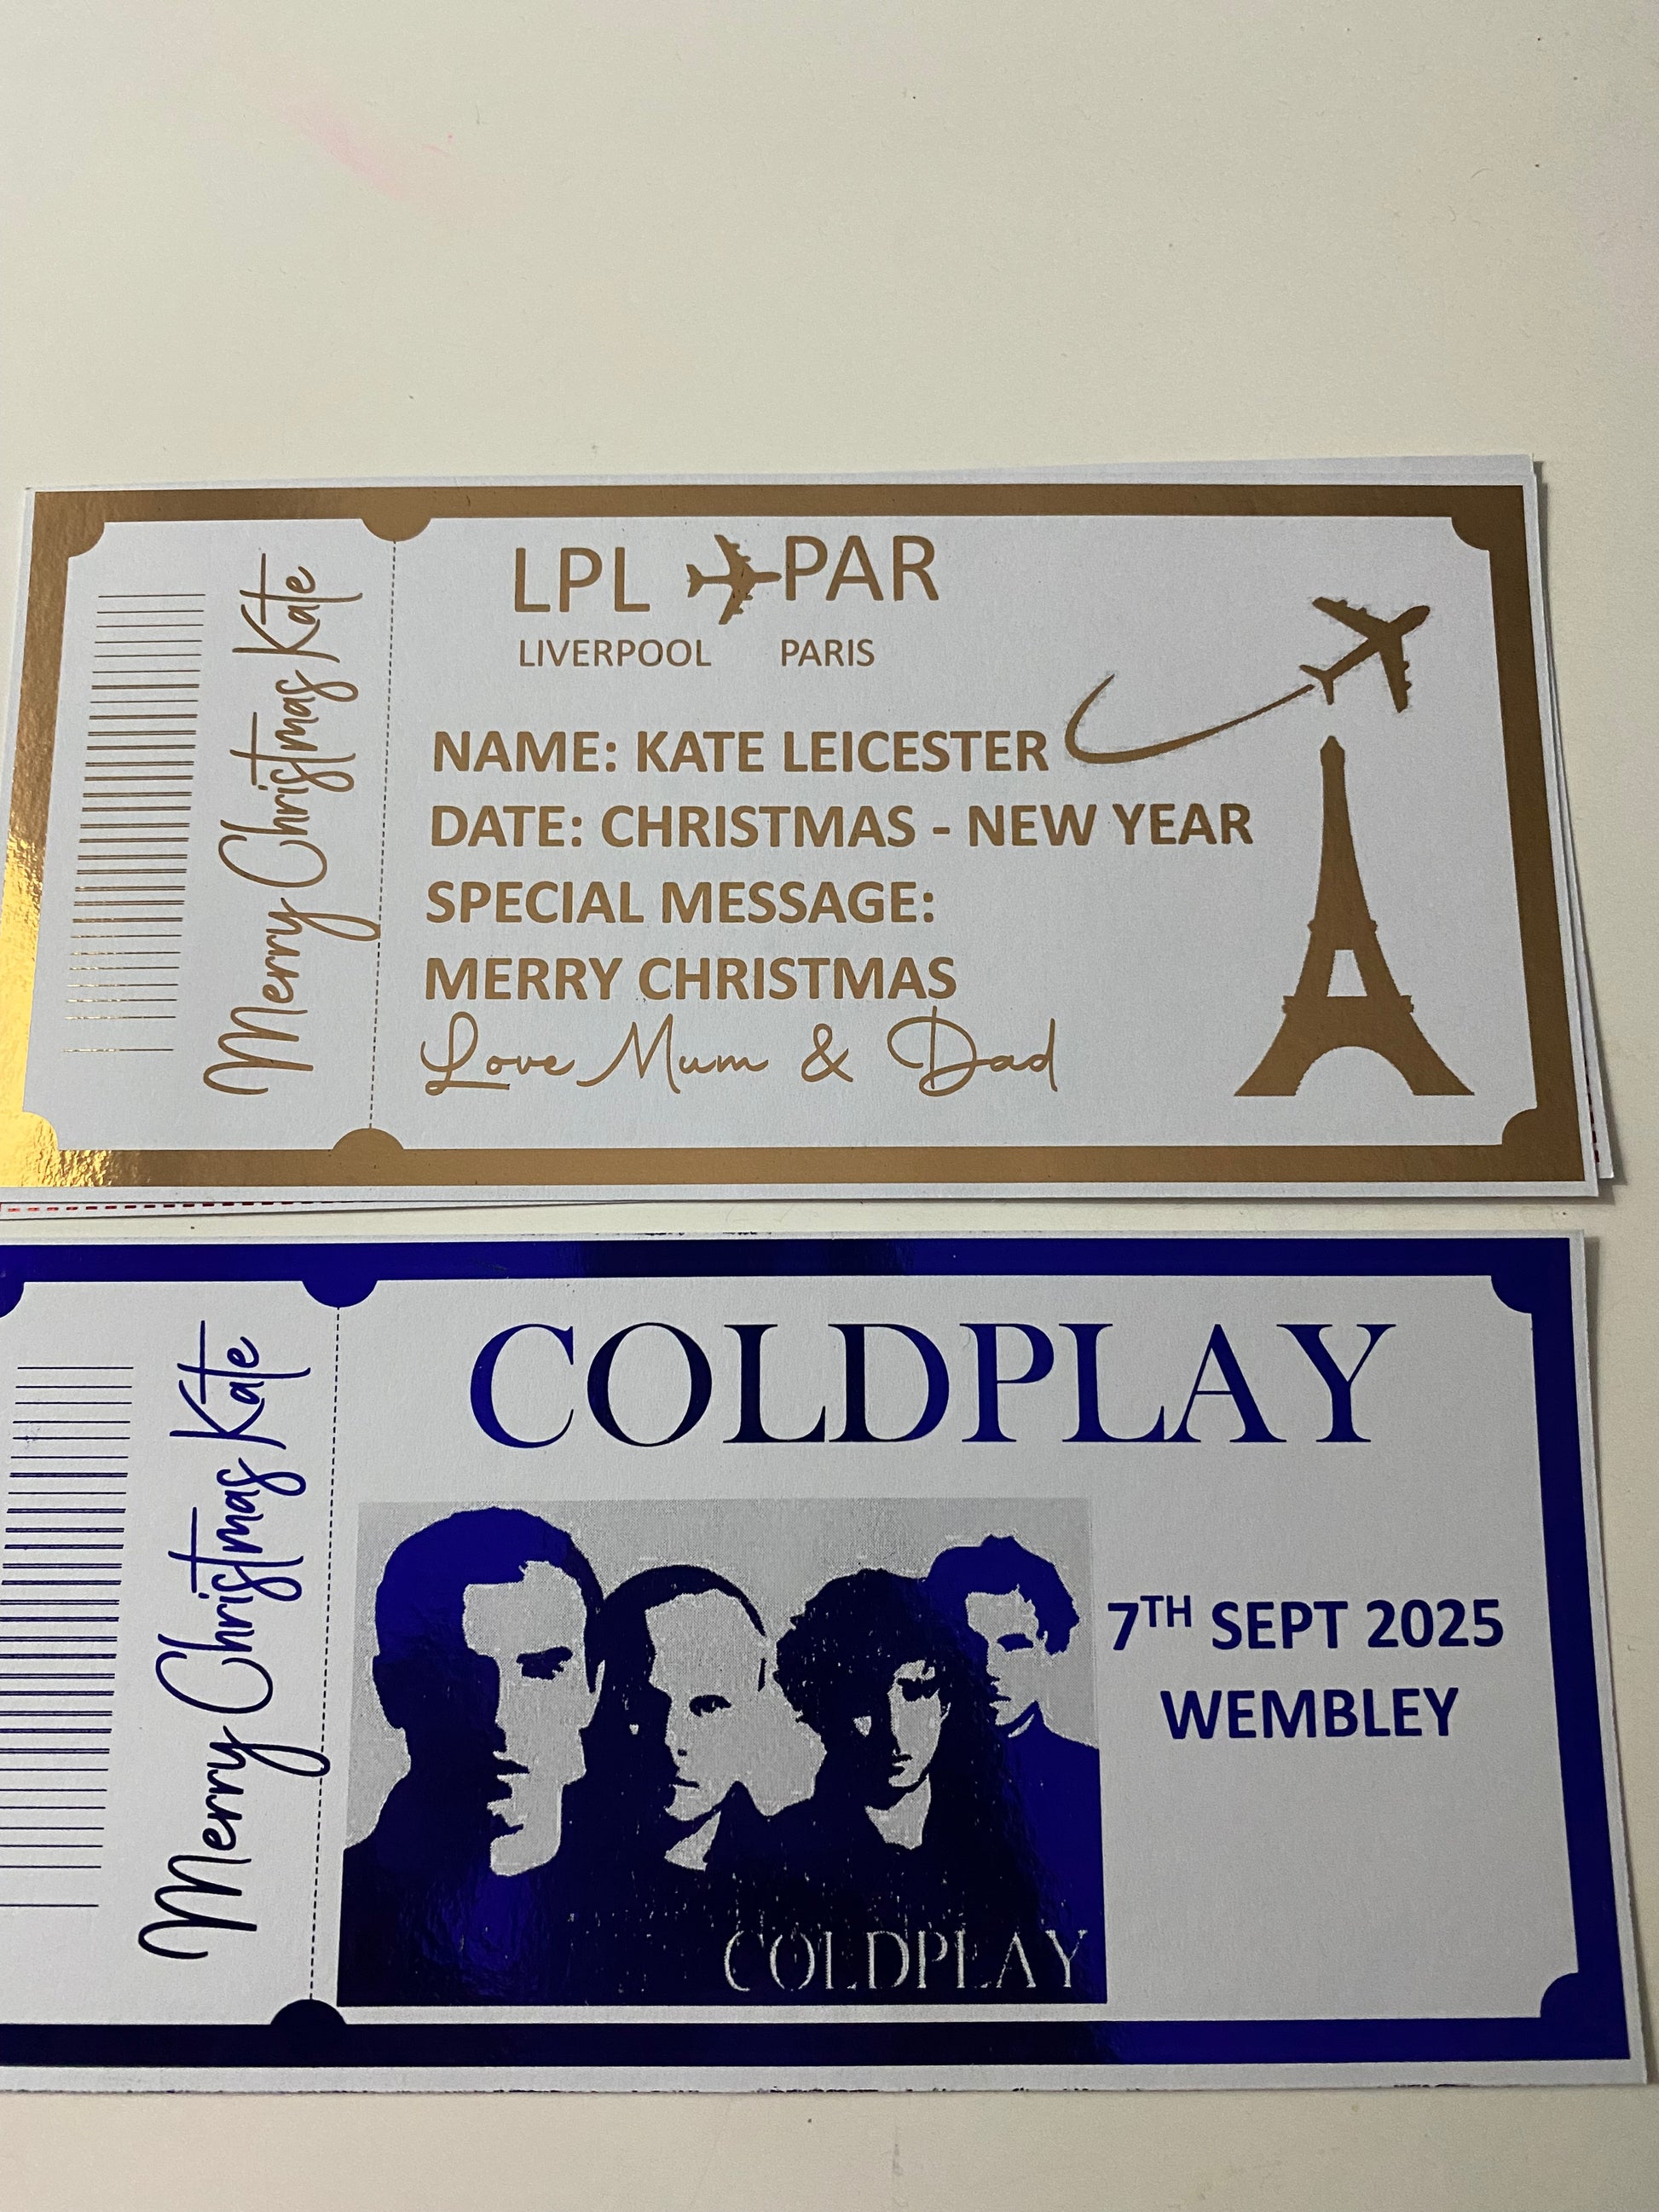 Merry Christmas Kate
LPL PAR
LIVERPOOL PARIS
NAME: KATE LEICESTER
DATE: CHRISTMAS - NEW YEAR
SPECIAL MESSAGE:
MERRY CHRISTMAS
Love Mum & Dad
Merry Christmas Kate
COLDPLAY
7TH SEPT 2025
WEMBLEY
COLDPLAY